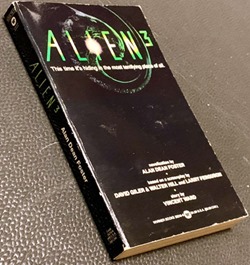 ALIEN³
This time it's hiding in the most terrifying place of all.
novelization by
ALAN DEAN FOSTER
based on a screenplay by
DAVID GILER & WALTER HILL and LARRY FERGUSON
story by
VINCENT WARD
ALIEN³
Alan Dean Foster